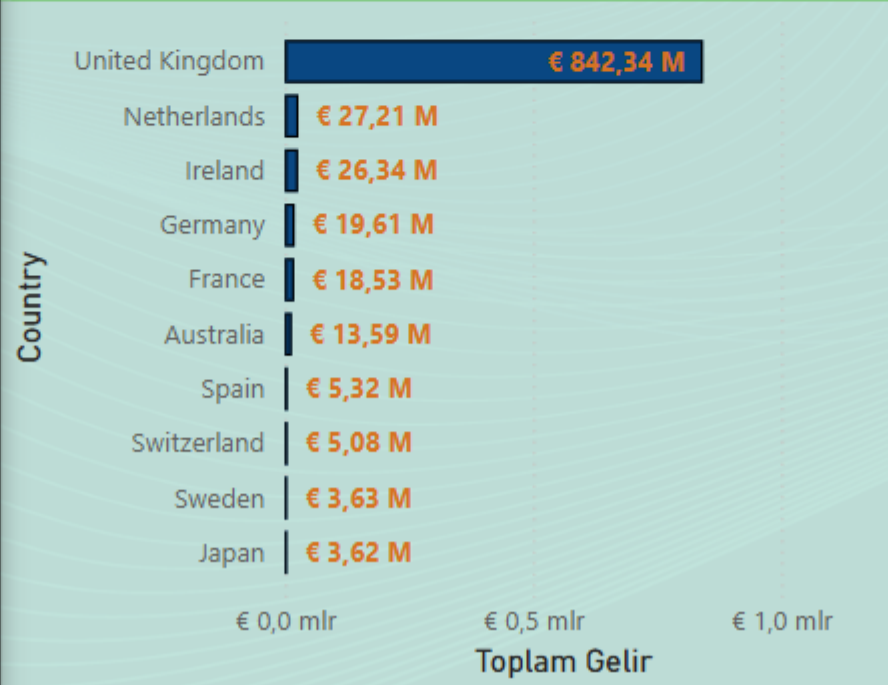 Country
United Kingdom € 842,34 M
Netherlands € 27,21 M
Ireland € 26,34 M
Germany € 19,61 M
France € 18,53 M
Australia € 13,59 M
Spain € 5,32 M
Switzerland € 5,08 M
Sweden € 3,63 M
Japan € 3,62 M
€ 0,0 mlr € 0,5 mlr € 1,0 mlr
Toplam Gelir